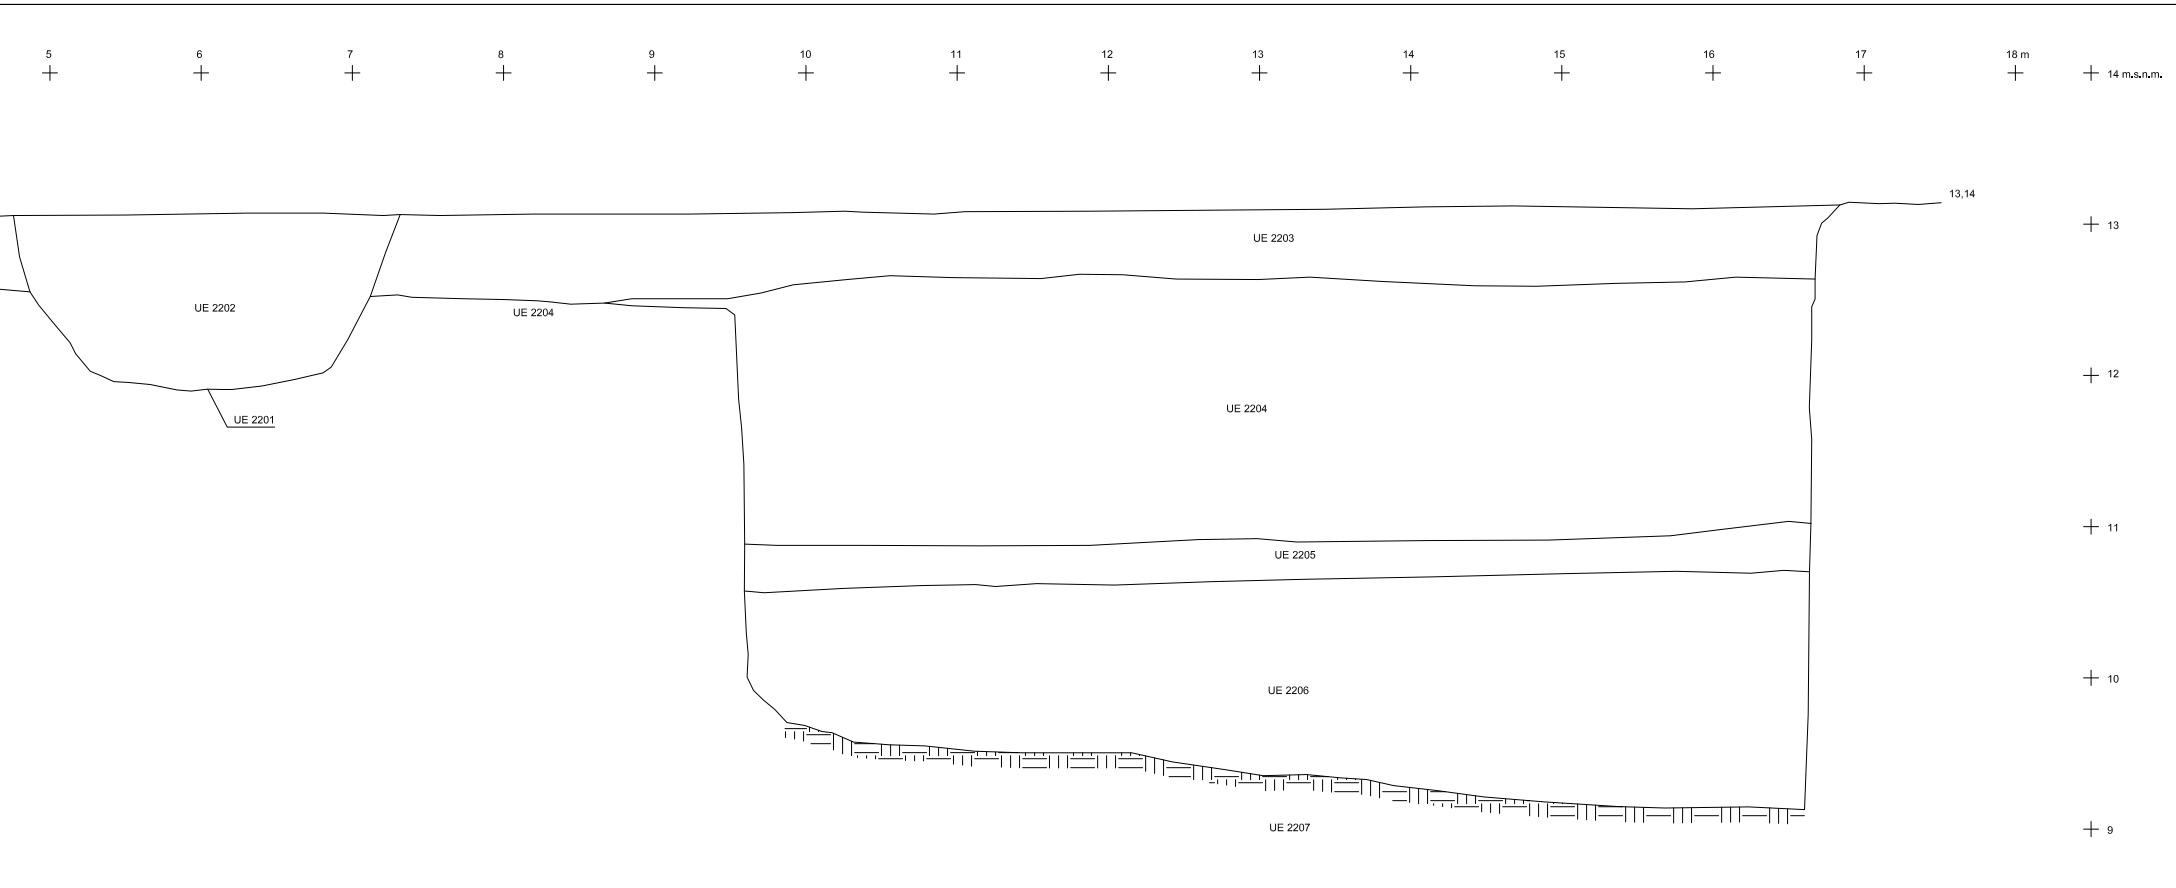 5 6 7 8 9 10 11 12 13 14 15 16 17 18 m
14 m.s.n.m.
13,14
13
UE 2203
UE 2202
UE 2204
12
UE 2204
UE 2201
11
UE 2205
10
UE 2206
UE 2207
9